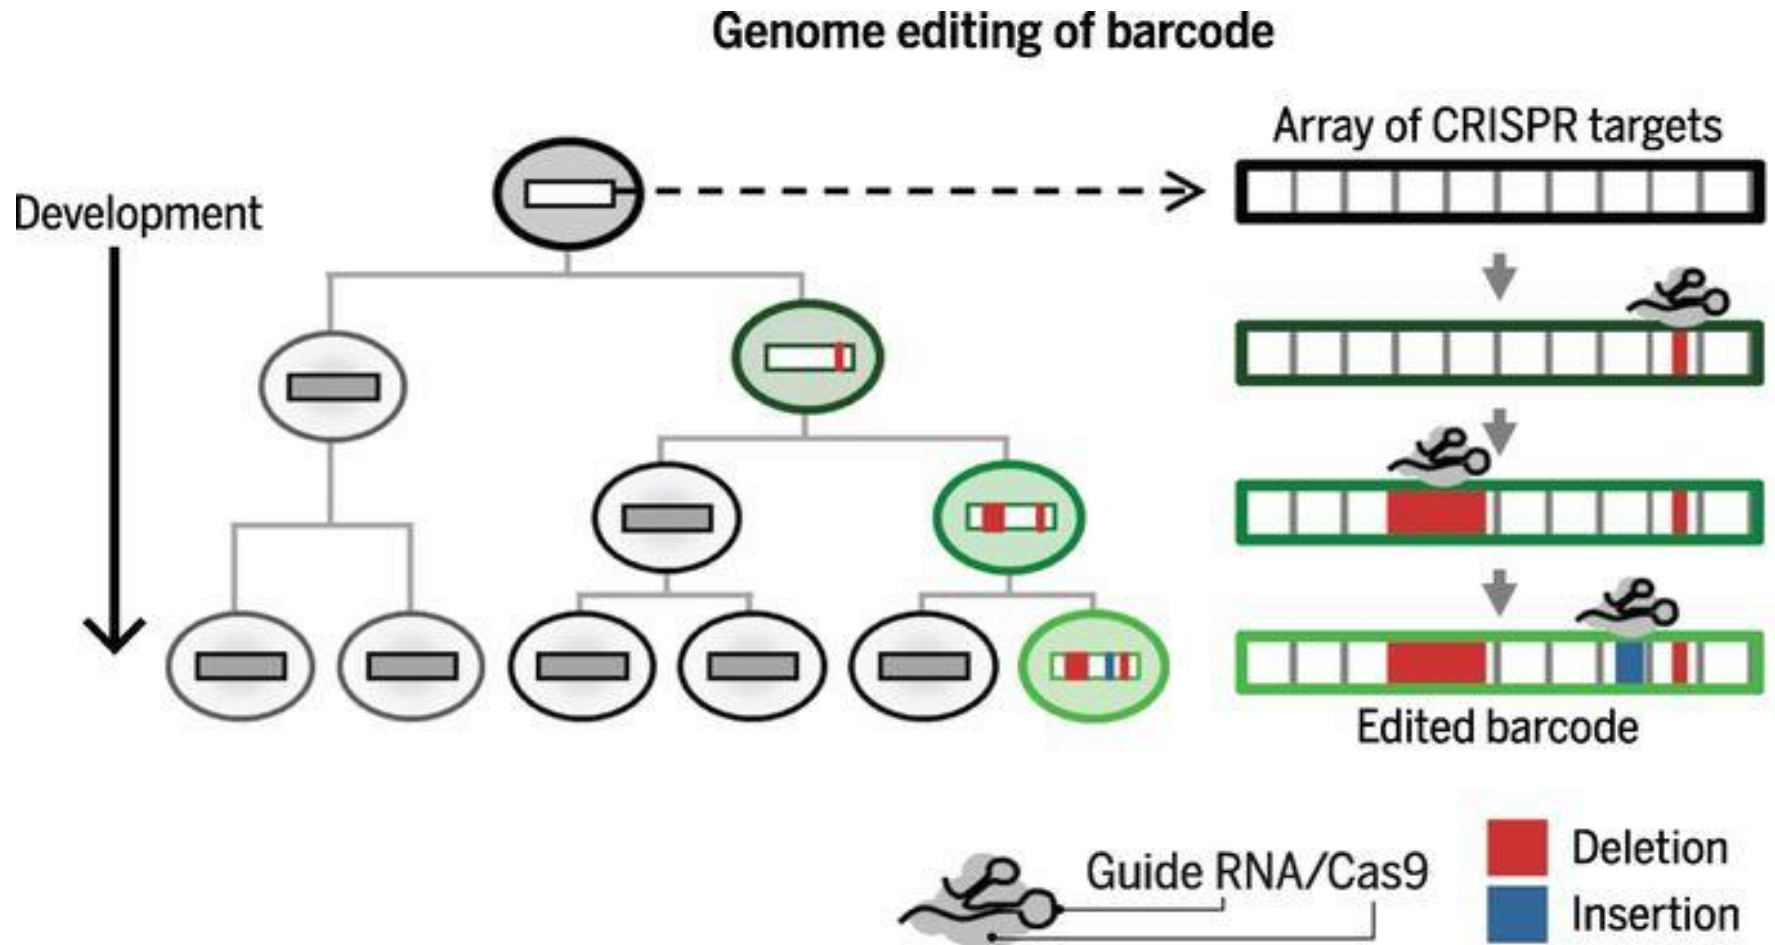 Genome editing of barcode
Array of CRISPR targets
Development
Edited barcode
Guide RNA/Cas9
Deletion
Insertion